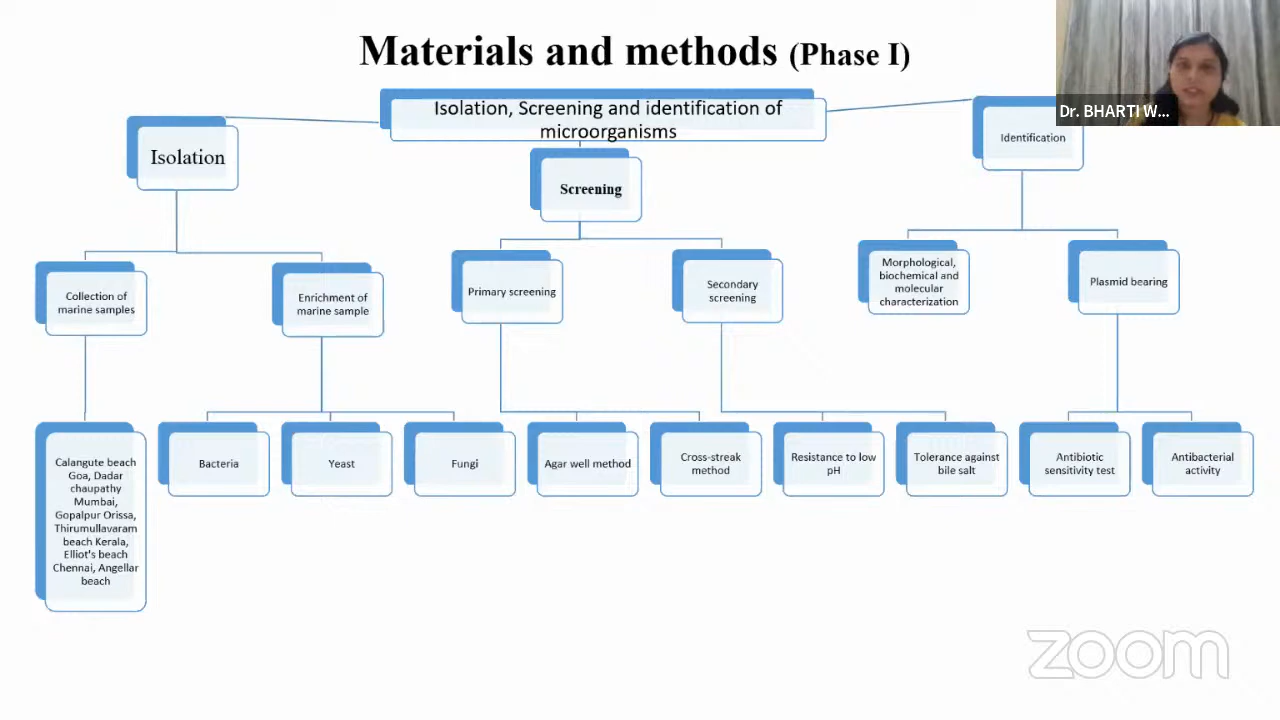 Materials and methods (Phase I)
Dr. BHARTI W...
Isolation, Screening and identification of
microorganisms
Isolation
Screening
Identification
Collection of
marine samples
Enrichment of
marine sample
Primary screening
Secondary
screening
Morphological,
biochemical and
molecular
characterization
Plasmid bearing
Calangute beach
Goa, Dadar
chaupathy
Mumbai,
Gopalpur Orissa,
Thirumullavaram
beach Kerala,
Elliot's beach
Chennai, Angellar
beach
Bacteria
Yeast
Fungi
Agar well method
Cross-streak
method
Resistance to low
pH
Tolerance against
bile salt
Antibiotic
sensitivity test
Antibacterial
activity
zoom